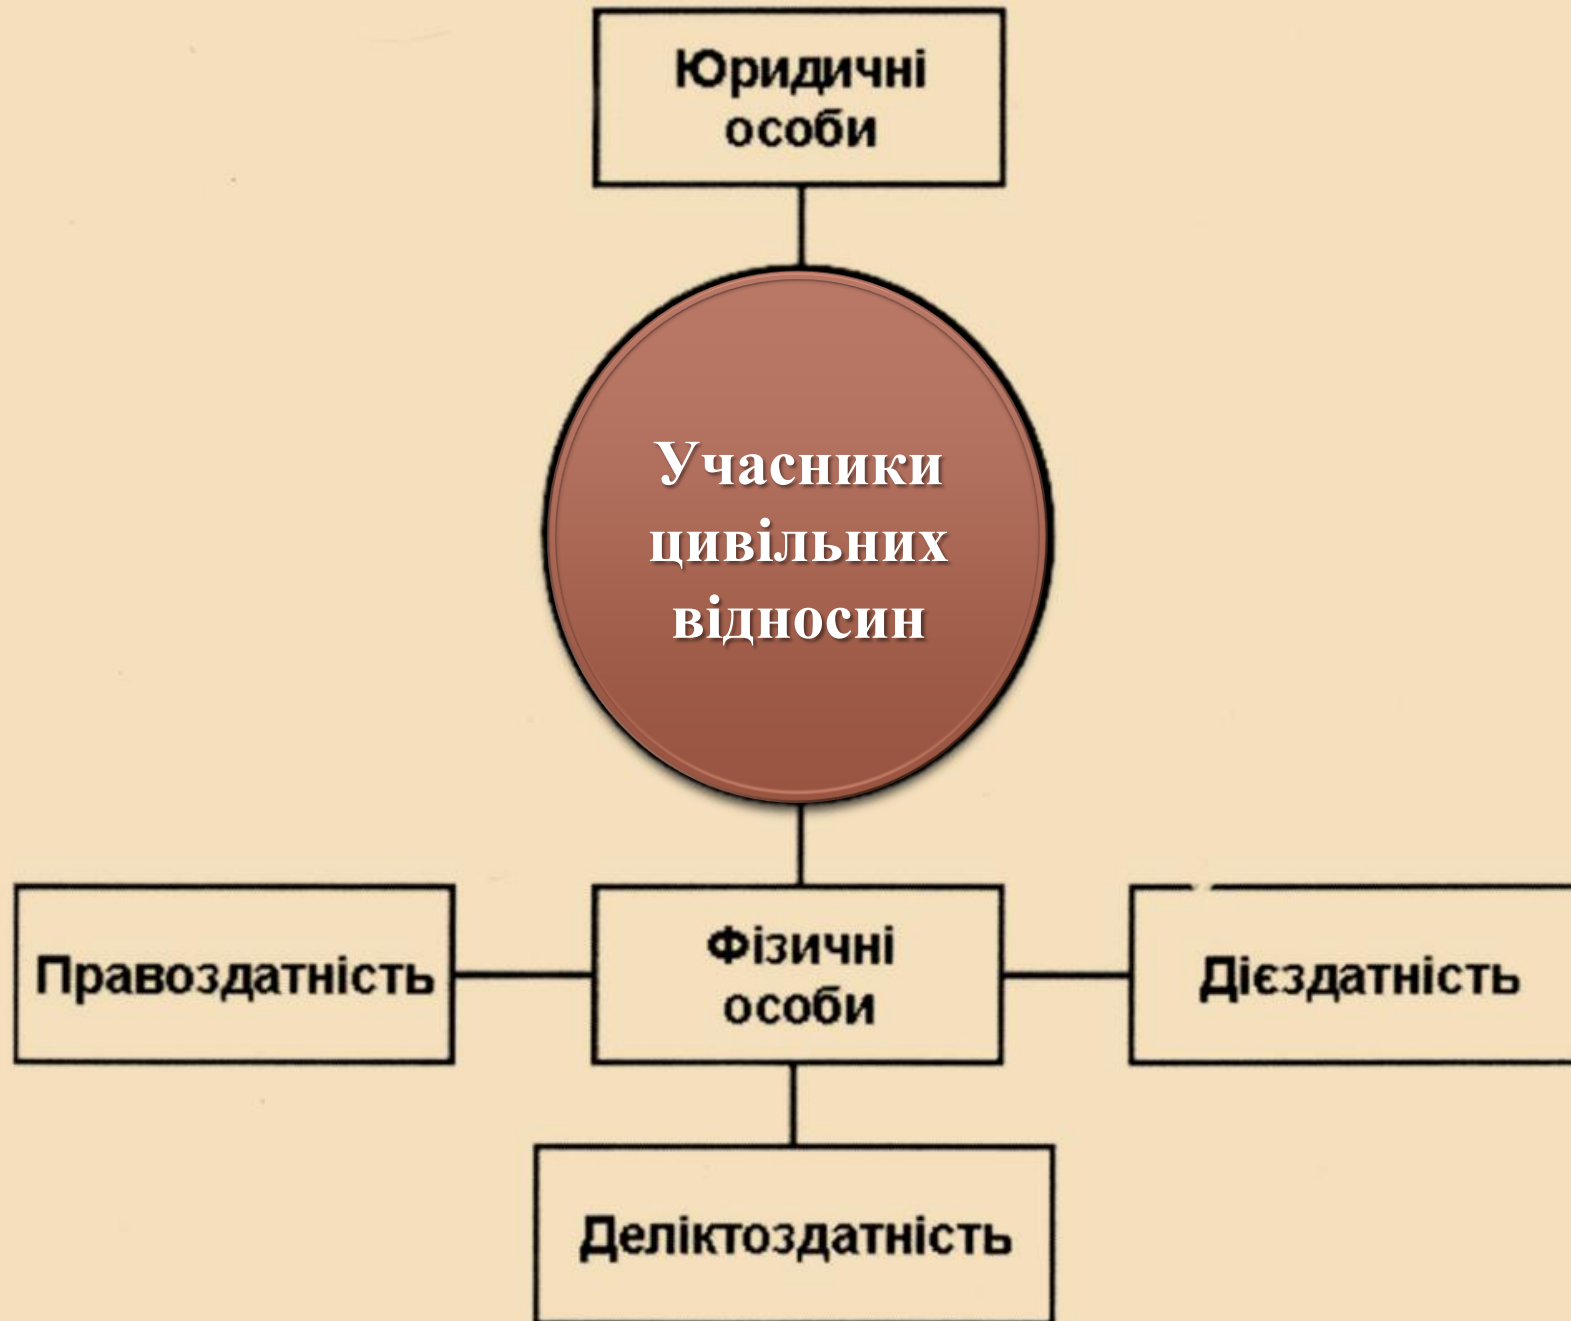 Юридичні
особи
Учасники
цивільних
відносин
Правоздатність
Фізичні
особи
Дієздатність
Деліктоздатність